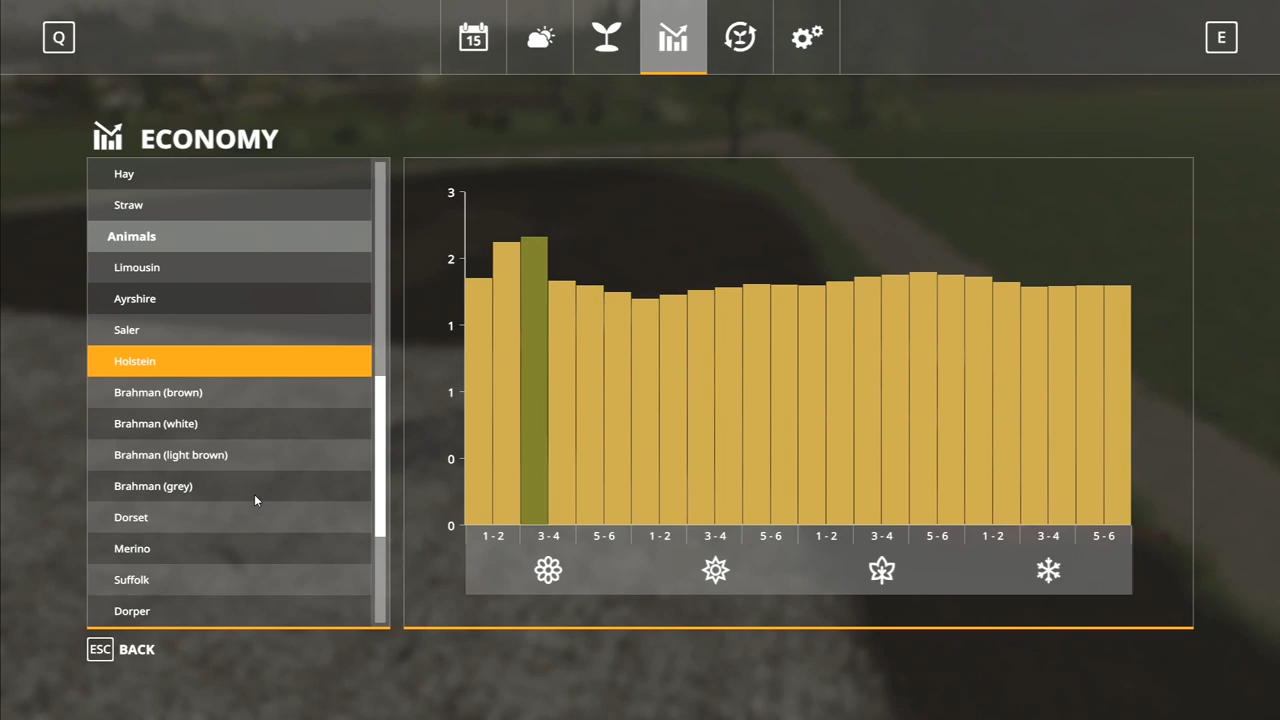 Q
15
E
ECONOMY
Hay
Straw
Animals
Limousin
Ayrshire
Saler
Holstein
Brahman (brown)
Brahman (white)
Brahman (light brown)
Brahman (grey)
Dorset
Merino
Suffolk
Dorper
3
2
1
1
0
0
1 - 2 3 - 4 5 - 6 1 - 2 3 - 4 5 - 6 1 - 2 3 - 4 5 - 6 1 - 2 3 - 4 5 - 6
ESC BACK